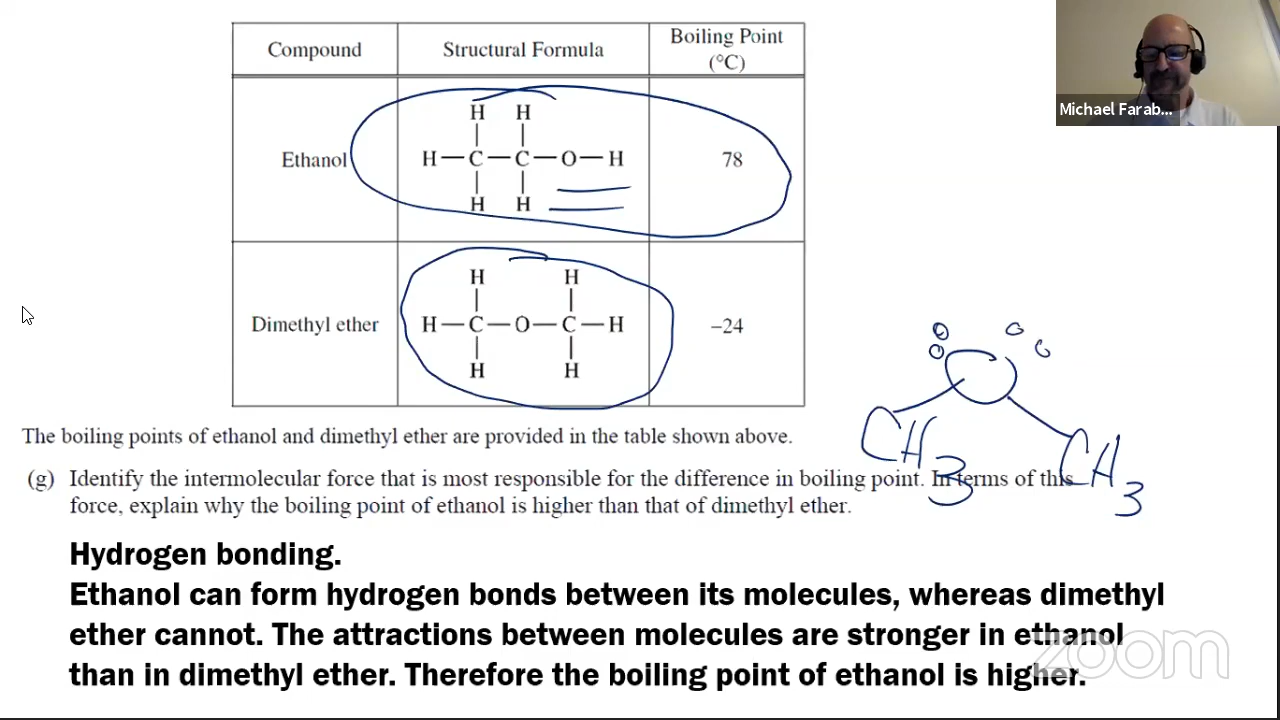 Compound Structural Formula Boiling Point (°C)
H H
Ethanol H—C—C—O—H 78
H H
H H
Dimethyl ether H—C—O—C—H −24
H H
Michael Farab...
CH3 CH3
The boiling points of ethanol and dimethyl ether are provided in the table shown above.
(g) Identify the intermolecular force that is most responsible for the difference in boiling point. In terms of this
force, explain why the boiling point of ethanol is higher than that of dimethyl ether.
Hydrogen bonding.
Ethanol can form hydrogen bonds between its molecules, whereas dimethyl
ether cannot. The attractions between molecules are stronger in ethanol
than in dimethyl ether. Therefore the boiling point of ethanol is higher.
zoom